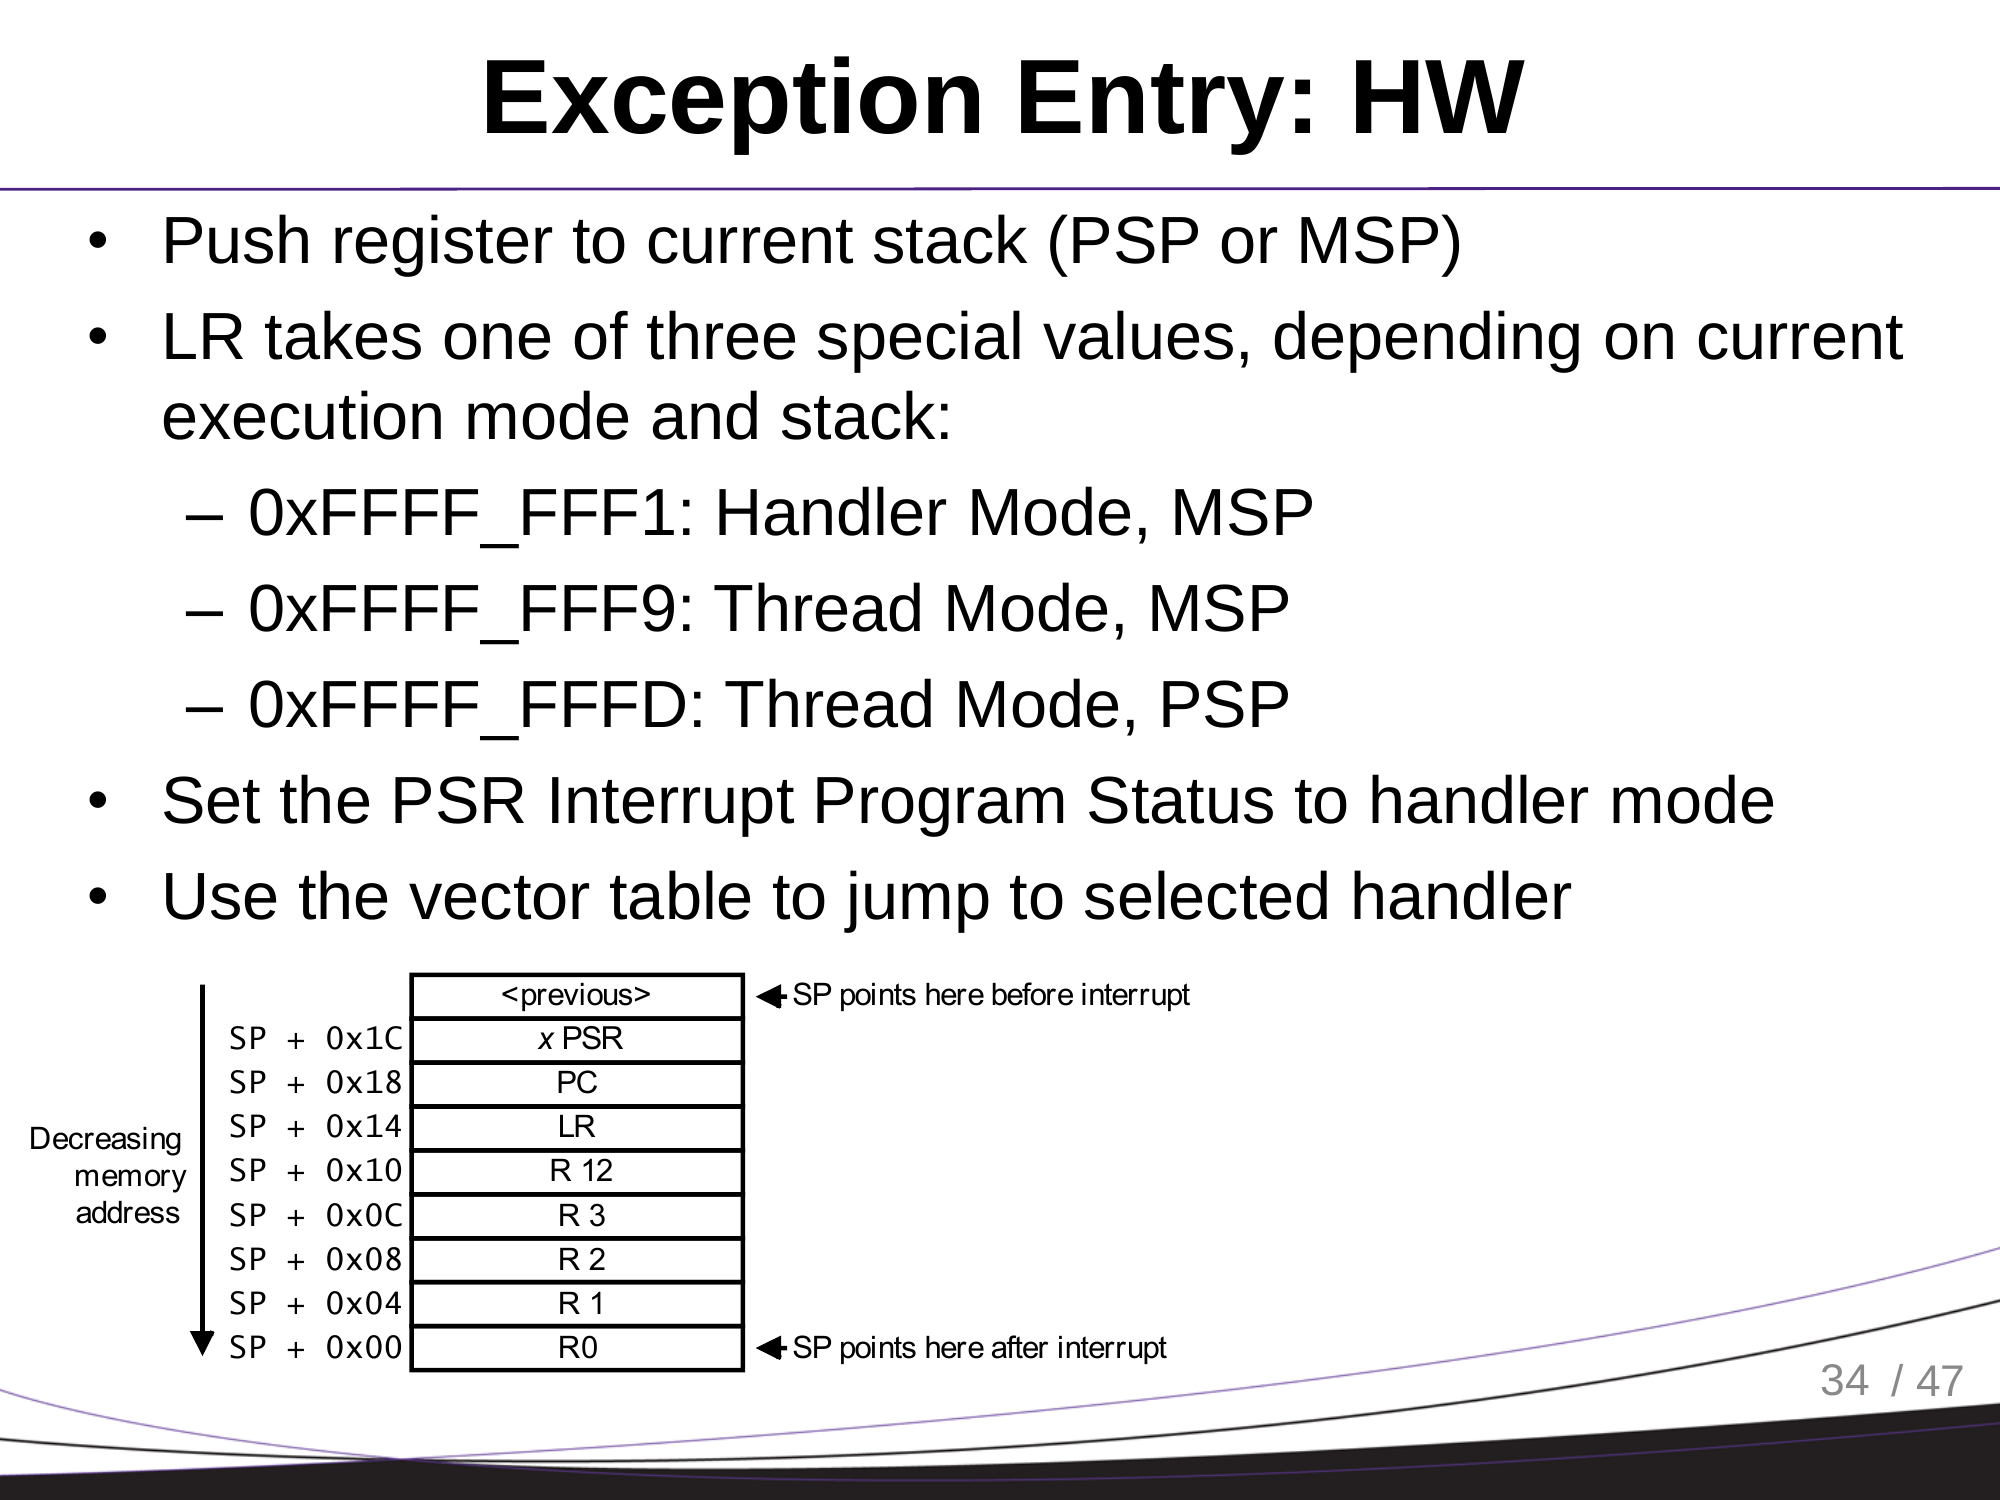 Exception Entry: HW
• Push register to current stack (PSP or MSP)
• LR takes one of three special values, depending on current
execution mode and stack:
– 0xFFFF_FFF1: Handler Mode, MSP
– 0xFFFF_FFF9: Thread Mode, MSP
– 0xFFFF_FFFD: Thread Mode, PSP
• Set the PSR Interrupt Program Status to handler mode
• Use the vector table to jump to selected handler
<previous> SP points here before interrupt
SP + 0x1C x PSR
SP + 0x18 PC
SP + 0x14 LR
SP + 0x10 R 12
SP + 0x0C R 3
SP + 0x08 R 2
SP + 0x04 R 1
SP + 0x00 R0 SP points here after interrupt
Decreasing
memory
address
34 / 47